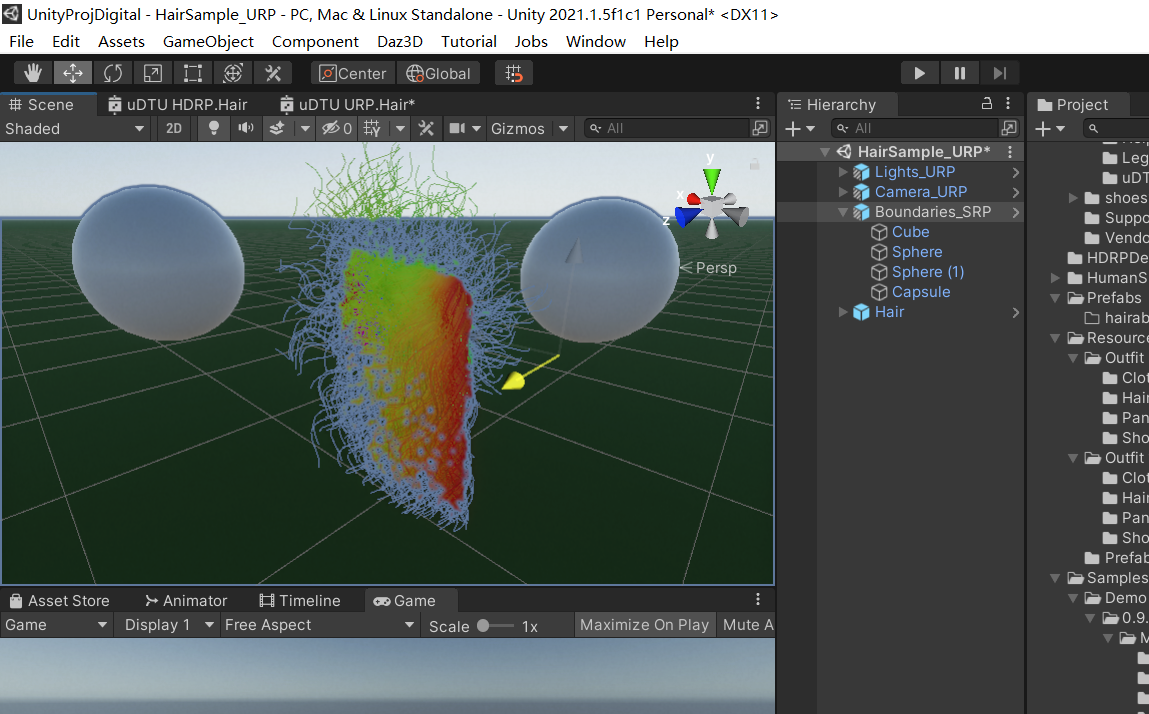 UnityProjDigital - HairSample_URP - PC, Mac & Linux Standalone - Unity 2021.1.5f1c1 Personal* <DX11>
File Edit Assets GameObject Component Daz3D Tutorial Jobs Window Help
Center Global
Scene uDTU HDRP.Hair uDTU URP.Hair*
Shaded 2D 0 Gizmos All
y
x
z
Persp
Hierarchy
All
HairSample_URP*
Lights_URP
Camera_URP
Boundaries_SRP
Cube
Sphere
Sphere (1)
Capsule
Hair
Project
Leg
uDT
shoes
Suppo
Vendo
HDRPDe
HumanS
Prefabs
hairab
Resource
Outfit
Clot
Hair
Pan
Sho
Outfit
Clot
Hair
Pan
Sho
Prefab
Samples
Demo
0.9.
M
Asset Store Animator Timeline Game
Game Display 1 Free Aspect Scale 1x Maximize On Play Mute A